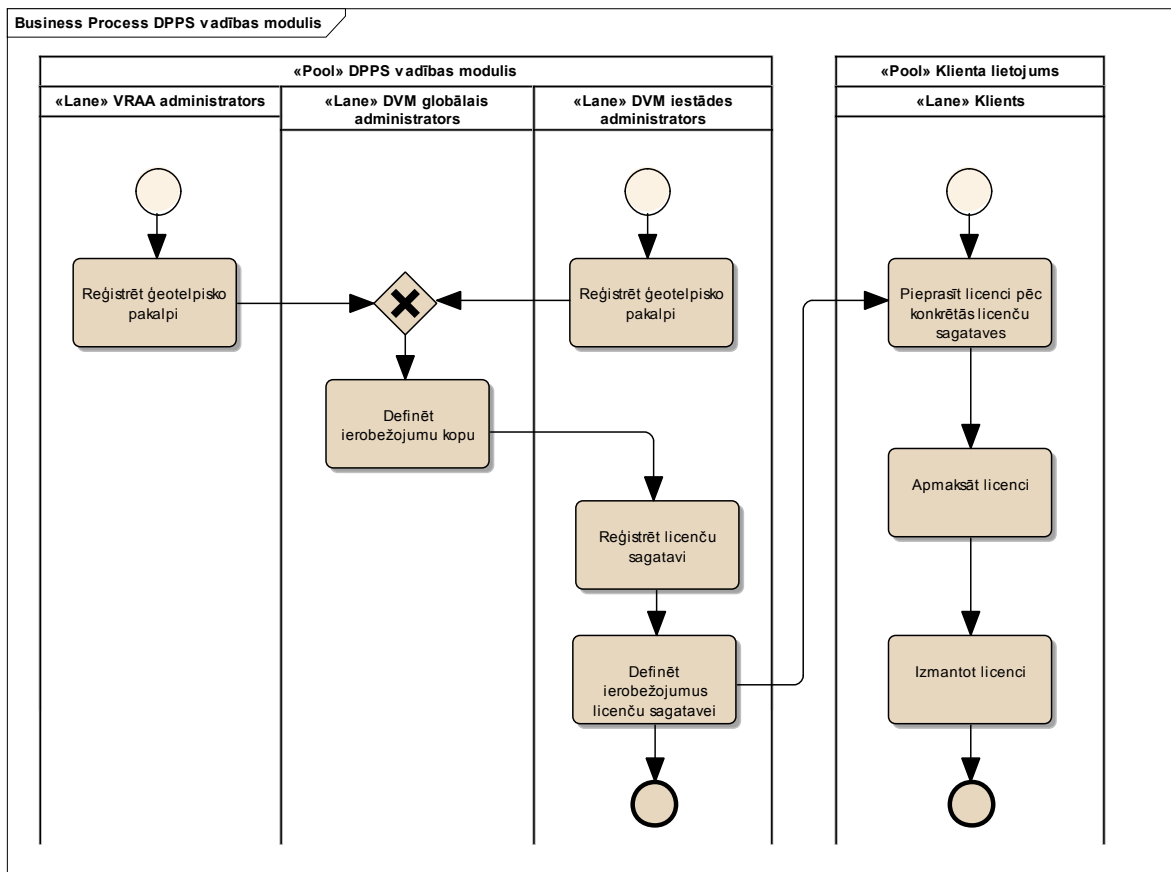 Business Process DPPS vadības modulis
«Pool» DPPS vadības modulis
«Pool» Klienta lietojums
«Lane» VRAA administrators
«Lane» DVM globālais
administrators
«Lane» DVM iestādes
administrators
«Lane» Klients
Reģistrēt ģeotelpisko
pakalpi
Reģistrēt ģeotelpisko
pakalpi
Pieprasīt licenci pēc
konkrētās licenču
sagataves
Definēt
ierobežojumu kopu
Apmaksāt licenci
Reģistrēt licenču
sagatavi
Definēt
ierobežojumus
licenču sagatavei
Izmantot licenci